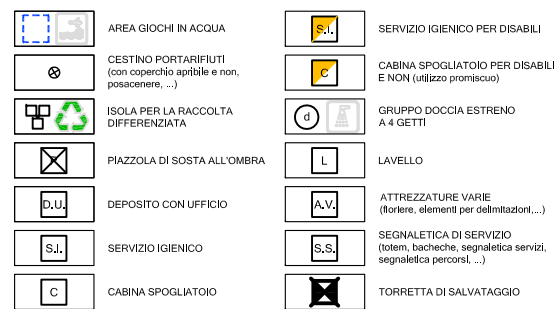 AREA GIOCHI IN ACQUA
CESTINO PORTARIFIUTI
(con coperchio apribile e non,
posacenere, ...)
ISOLA PER LA RACCOLTA
DIFFERENZIATA
PIAZZOLA DI SOSTA ALL'OMBRA
D.U.
DEPOSITO CON UFFICIO
S.I.
SERVIZIO IGIENICO
C
CABINA SPOGLIATOIO
S.I.
SERVIZIO IGIENICO PER DISABILI
C
CABINA SPOGLIATOIO PER DISABILI
E NON (utilizzo promiscuo)
d
GRUPPO DOCCIA ESTRENO
A 4 GETTI
L
LAVELLO
A.V.
ATTREZZATURE VARIE
(fioriere, elementi per delimitazioni,...)
S.S.
SEGNALETICA DI SERVIZIO
(totem, bacheche, segnaletica servizi,
segnaletica percorsi, ...)
TORRETTA DI SALVATAGGIO